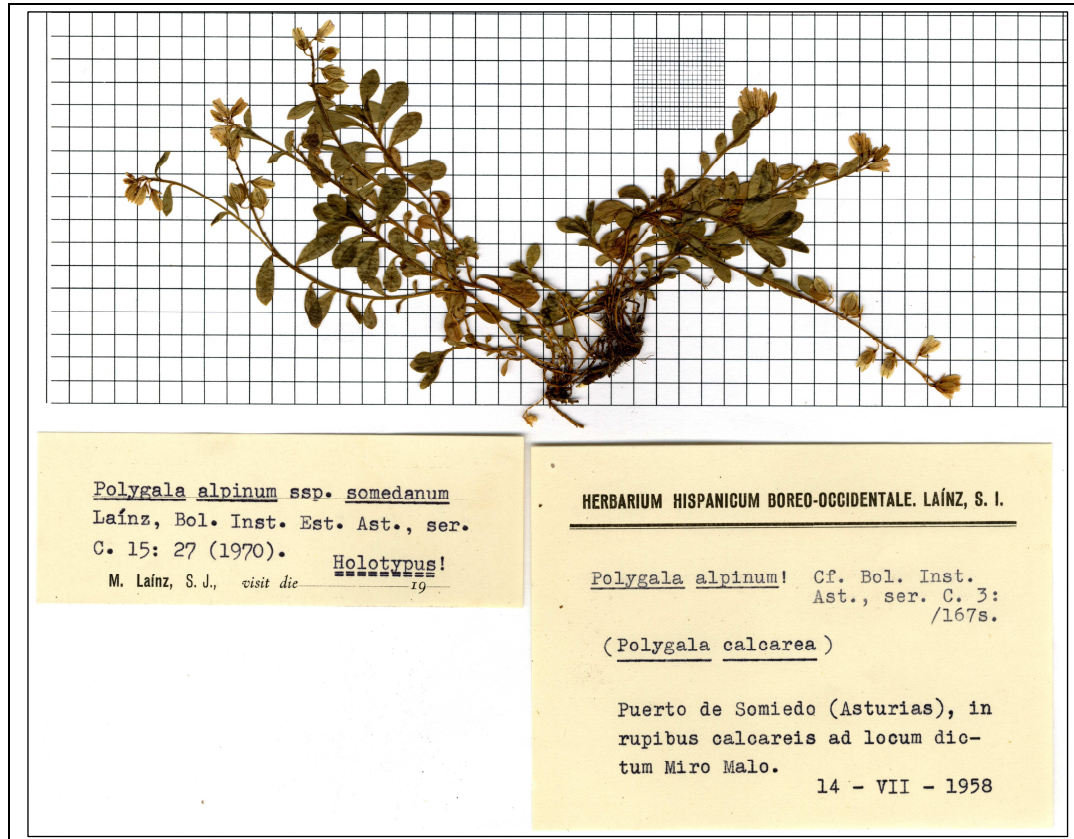 Polygala alpinum ssp. somedanum
Laínz, Bol. Inst. Est. Ast., ser.
C. 15: 27 (1970).
Holotypus!
M. Laínz, S. J., visit die 19
HERBARIUM HISPANICUM BOREO-OCCIDENTALE. LAÍNZ, S. I.
Polygala alpinum! Cf. Bol. Inst.
Ast., ser. C. 3:
/167s.
(Polygala calcarea)
Puerto de Somiedo (Asturias), in
rupibus calcareis ad locum dic-
tum Miro Malo.
14 - VII - 1958